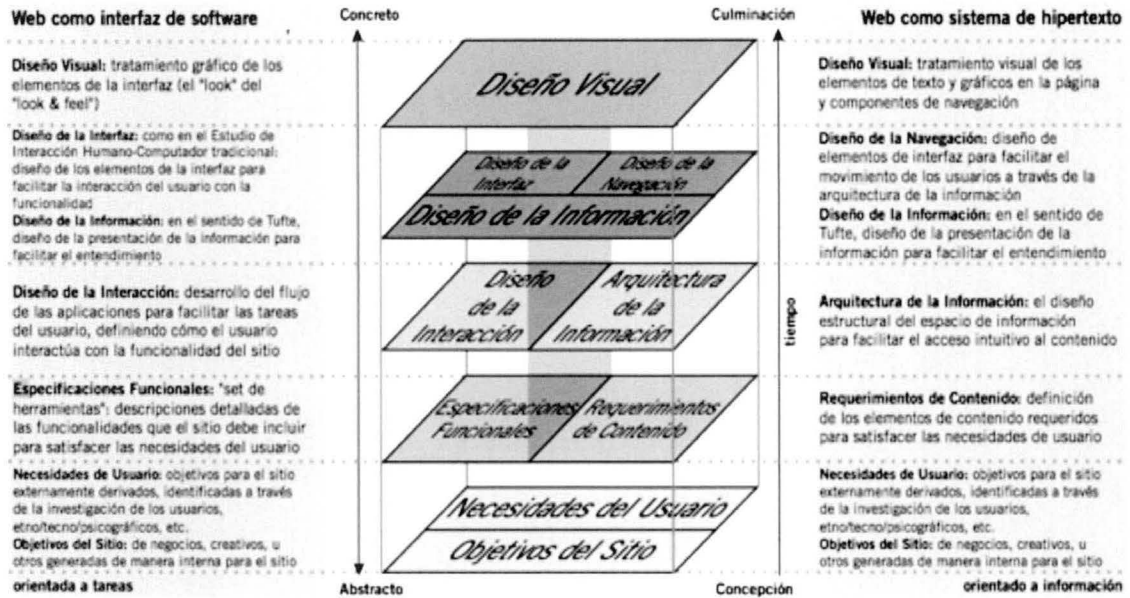 Web como interfaz de software
Concreto
Culminación
Web como sistema de hipertexto
Diseño Visual: tratamiento gráfico de los
elementos de la interfaz (el "look" del
"look & feel")
Diseño de la Interfaz: como en el Estudio de
Interacción Humano-Computador tradicional:
diseño de los elementos de la interfaz para
facilitar la interacción del usuario con la
funcionalidad
Diseño de la Información: en el sentido de Tufte,
diseño de la presentación de la información para
facilitar el entendimiento
Diseño de la Interacción: desarrollo del flujo
de las aplicaciones para facilitar las tareas
del usuario, definiendo cómo el usuario
interactúa con la funcionalidad del sitio
Especificaciones Funcionales: "set de
herramientas": descripciones detalladas de
las funcionalidades que el sitio debe incluir
para satisfacer las necesidades del usuario
Necesidades de Usuario: objetivos para el sitio
externamente derivados, identificadas a través
de la investigación de los usuarios,
etno/tecno/psicográficos, etc.
Objetivos del Sitio: de negocios, creativos, u
otros generadas de manera interna para el sitio
orientada a tareas
Diseño Visual
Diseño de la
Interfaz
Diseño de la
Navegación
Diseño de la Información
Diseño
de la
Interacción
Arquitectura
de la
Información
Especificaciones
Funcionales
Requerimientos
de Contenido
Necesidades del Usuario
Objetivos del Sitio
Abstracto
Concepción
tiempo
Diseño Visual: tratamiento visual de los
elementos de texto y gráficos en la página
y componentes de navegación
Diseño de la Navegación: diseño de
elementos de interfaz para facilitar el
movimiento de los usuarios a través de la
arquitectura de la información
Diseño de la Información: en el sentido de
Tufte, diseño de la presentación de la
información para facilitar el entendimiento
Arquitectura de la Información: el diseño
estructural del espacio de información
para facilitar el acceso intuitivo al contenido
Requerimientos de Contenido: definición
de los elementos de contenido requeridos
para satisfacer las necesidades de usuario
Necesidades de Usuario: objetivos para el sitio
externamente derivados, identificadas a través
de la investigación de los usuarios,
etno/tecno/psicográficos, etc.
Objetivos del Sitio: de negocios, creativos, u
otros generadas de manera interna para el sitio
orientado a información